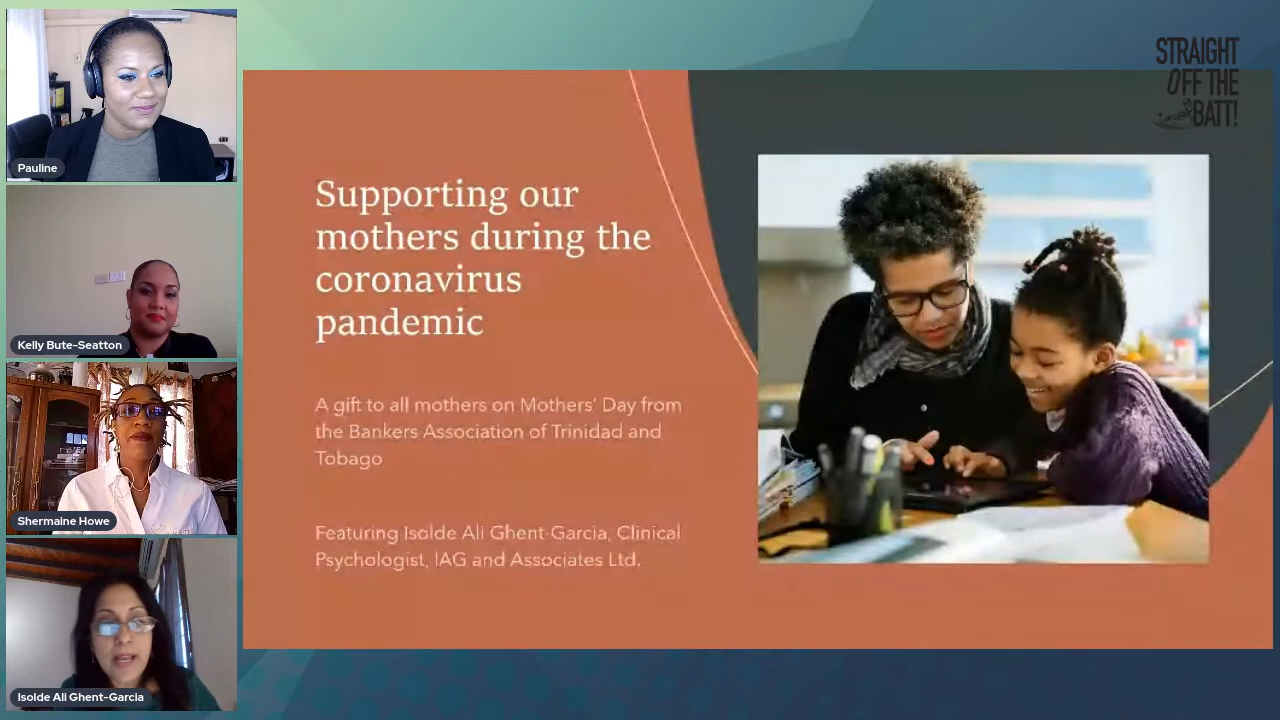 Pauline
Kelly Bute-Seatton
Shermaine Howe
Isolde Ali Ghent-Garcia
Supporting our
mothers during the
coronavirus
pandemic
A gift to all mothers on Mothers' Day from
the Bankers Association of Trinidad and
Tobago
Featuring Isolde Ali Ghent-Garcia, Clinical
Psychologist, IAG and Associates Ltd.
STRAIGHT
OFF THE
BATT!